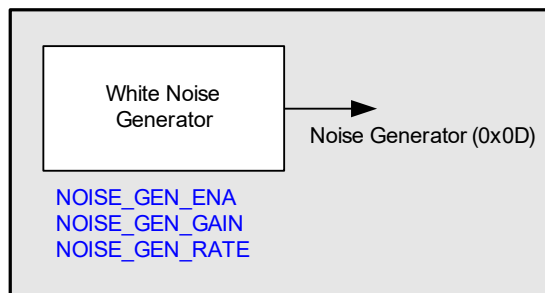 White Noise
Generator
Noise Generator (0x0D)
NOISE_GEN_ENA
NOISE_GEN_GAIN
NOISE_GEN_RATE